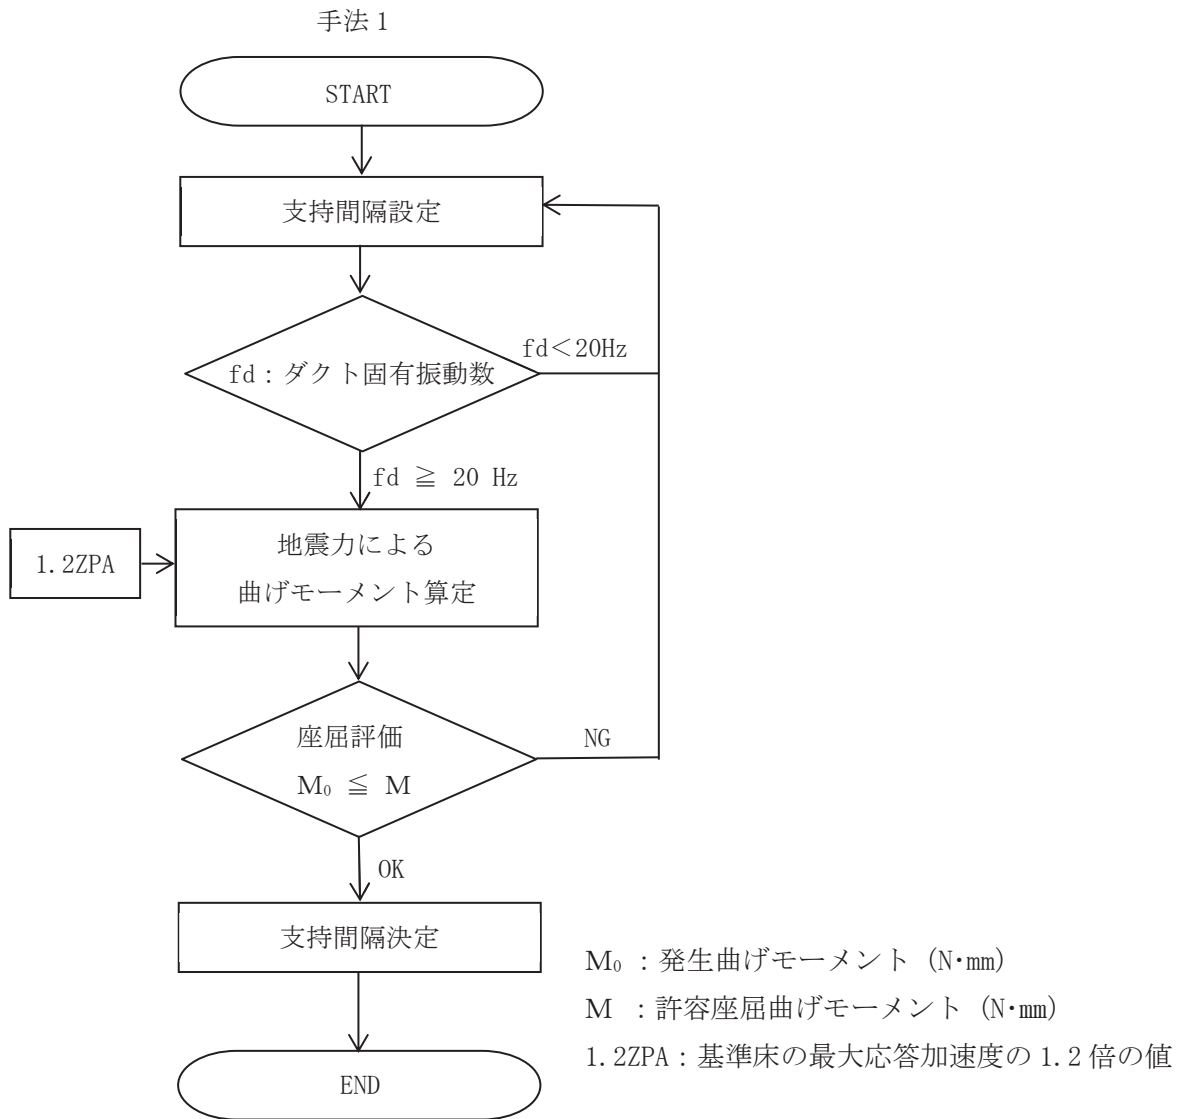 手法1
START
支持間隔設定
fd<20Hz
fd：ダクト固有振動数
fd ≧ 20 Hz
1.2ZPA
地震力による
曲げモーメント算定
座屈評価
M₀ ≦ M
NG
OK
支持間隔決定
M₀ ：発生曲げモーメント (N･mm)
M ：許容座屈曲げモーメント (N･mm)
1.2ZPA：基準床の最大応答加速度の1.2倍の値
END